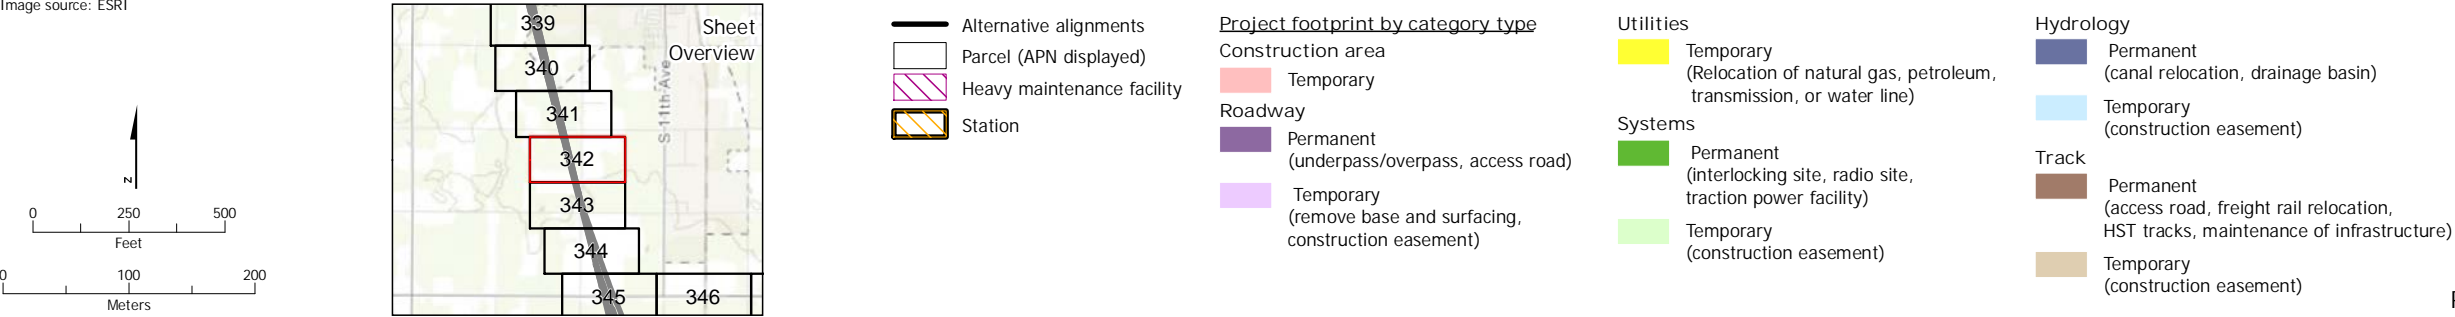 Image source: ESRI
N
0 250 500
Feet
0 100 200
Meters
Sheet
Overview
339
340
341
342
343
344
345 346
S 11th Ave
Alternative alignments
Parcel (APN displayed)
Heavy maintenance facility
Station
Project footprint by category type
Construction area
Temporary
Roadway
Permanent
(underpass/overpass, access road)
Temporary
(remove base and surfacing,
construction easement)
Utilities
Temporary
(Relocation of natural gas, petroleum,
transmission, or water line)
Systems
Permanent
(interlocking site, radio site,
traction power facility)
Temporary
(construction easement)
Hydrology
Permanent
(canal relocation, drainage basin)
Temporary
(construction easement)
Track
Permanent
(access road, freight rail relocation,
HST tracks, maintenance of infrastructure)
Temporary
(construction easement)